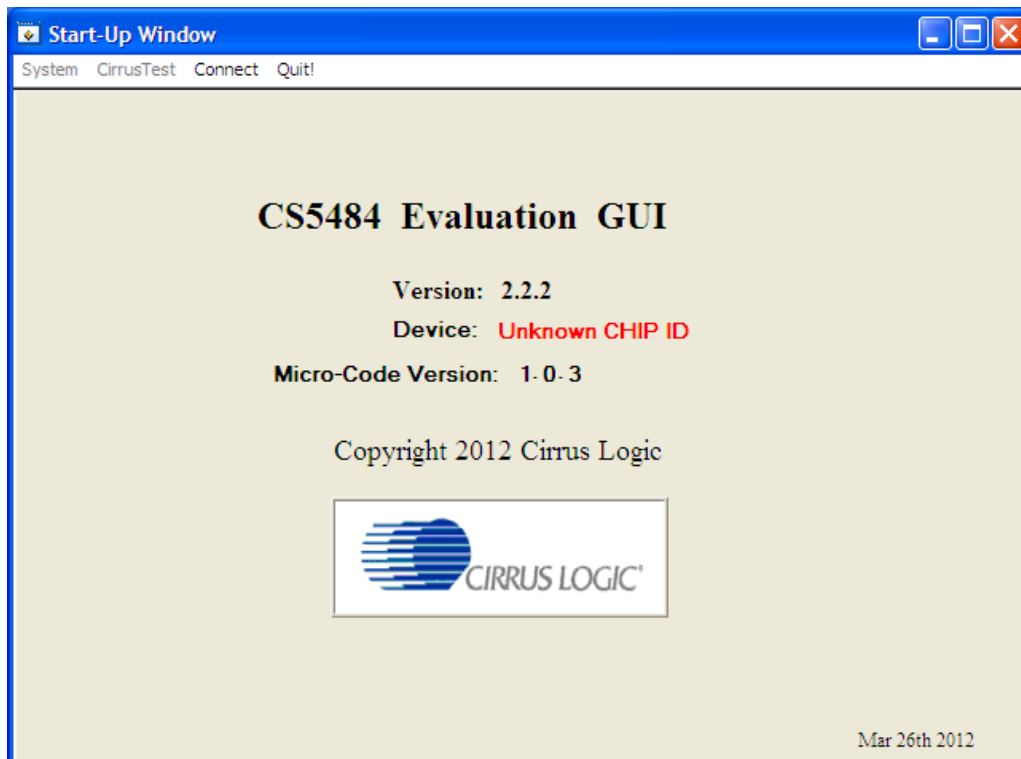 Start-Up Window
System CirrusTest Connect Quit!
CS5484 Evaluation GUI
Version: 2.2.2
Device: Unknown CHIP ID
Micro-Code Version: 1. 0. 3
Copyright 2012 Cirrus Logic
CIRRUS LOGIC®
Mar 26th 2012